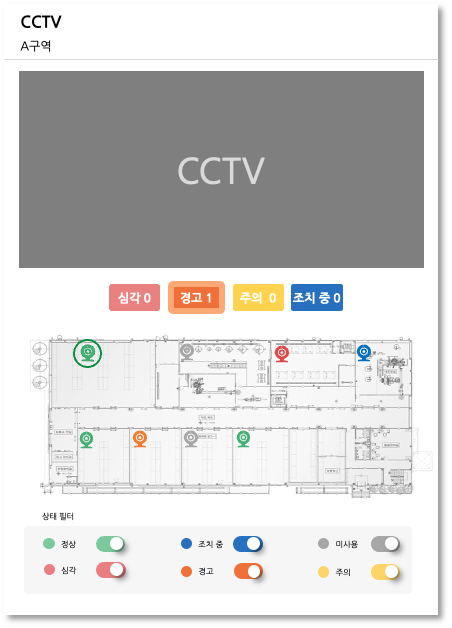 CCTV
A구역
CCTV
심각 0
경고 1
주의 0
조치 중 0
상태 필터
정상
조치 중
미사용
심각
경고
주의